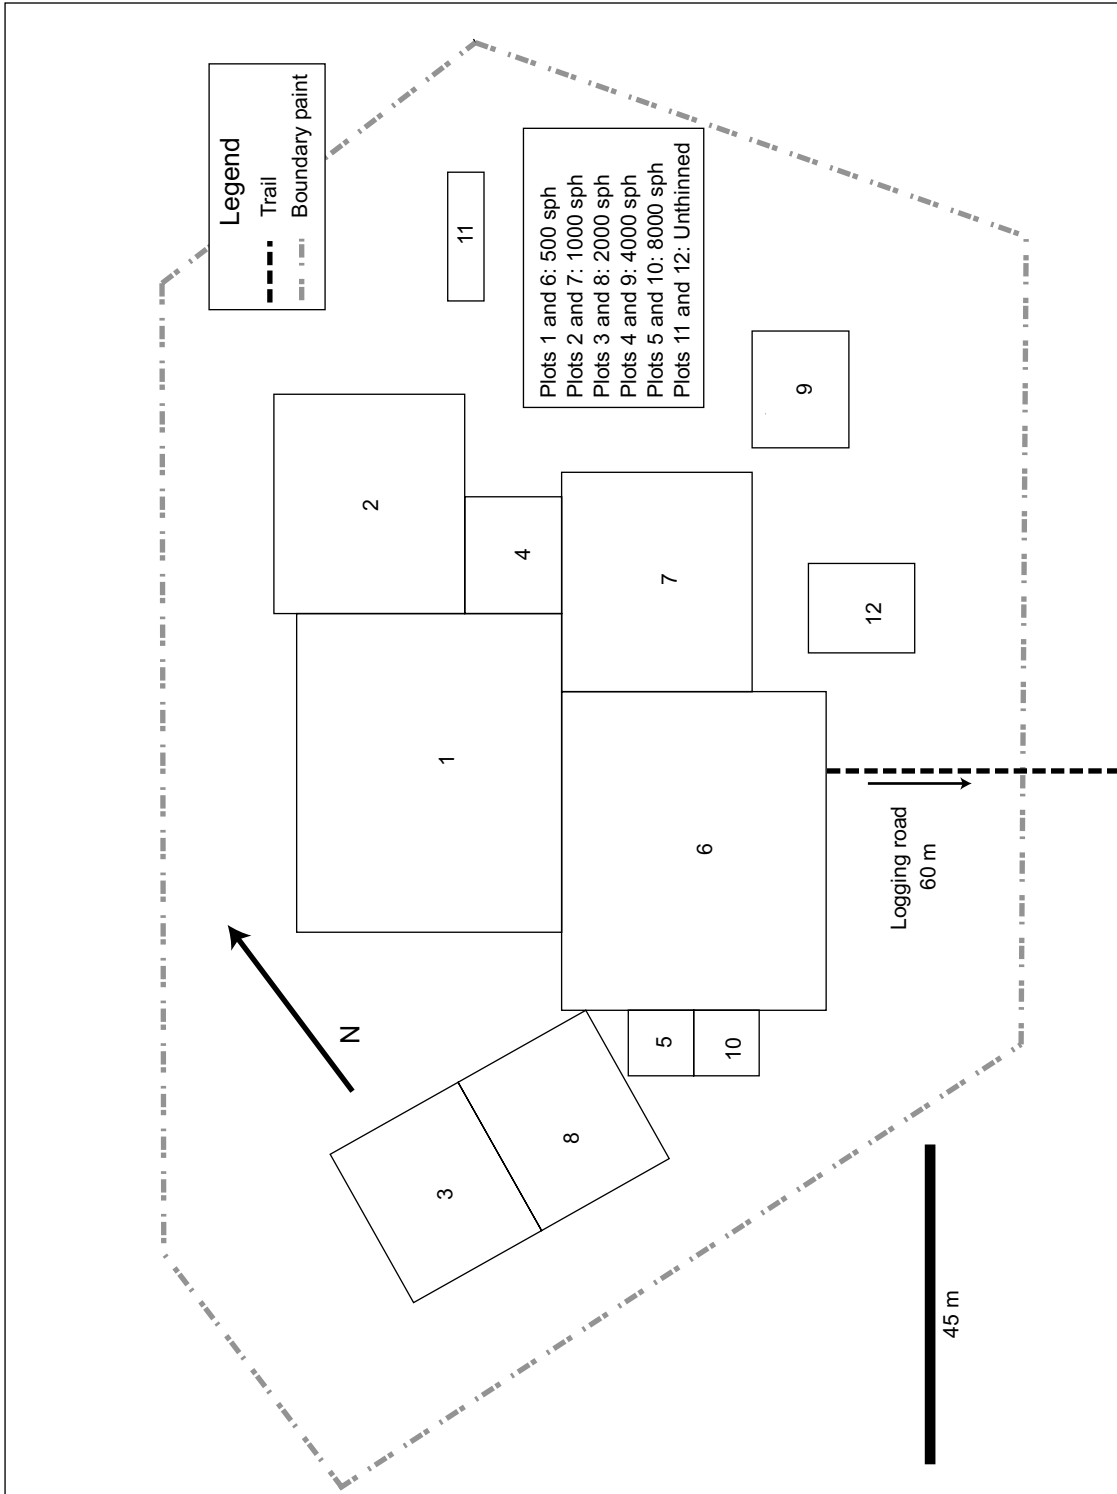 Legend
Trail
Boundary paint
11
Plots 1 and 6: 500 sph
Plots 2 and 7: 1000 sph
Plots 3 and 8: 2000 sph
Plots 4 and 9: 4000 sph
Plots 5 and 10: 8000 sph
Plots 11 and 12: Unthinned
2
4
9
7
12
1
6
Logging road
60 m
N
5
10
8
3
45 m